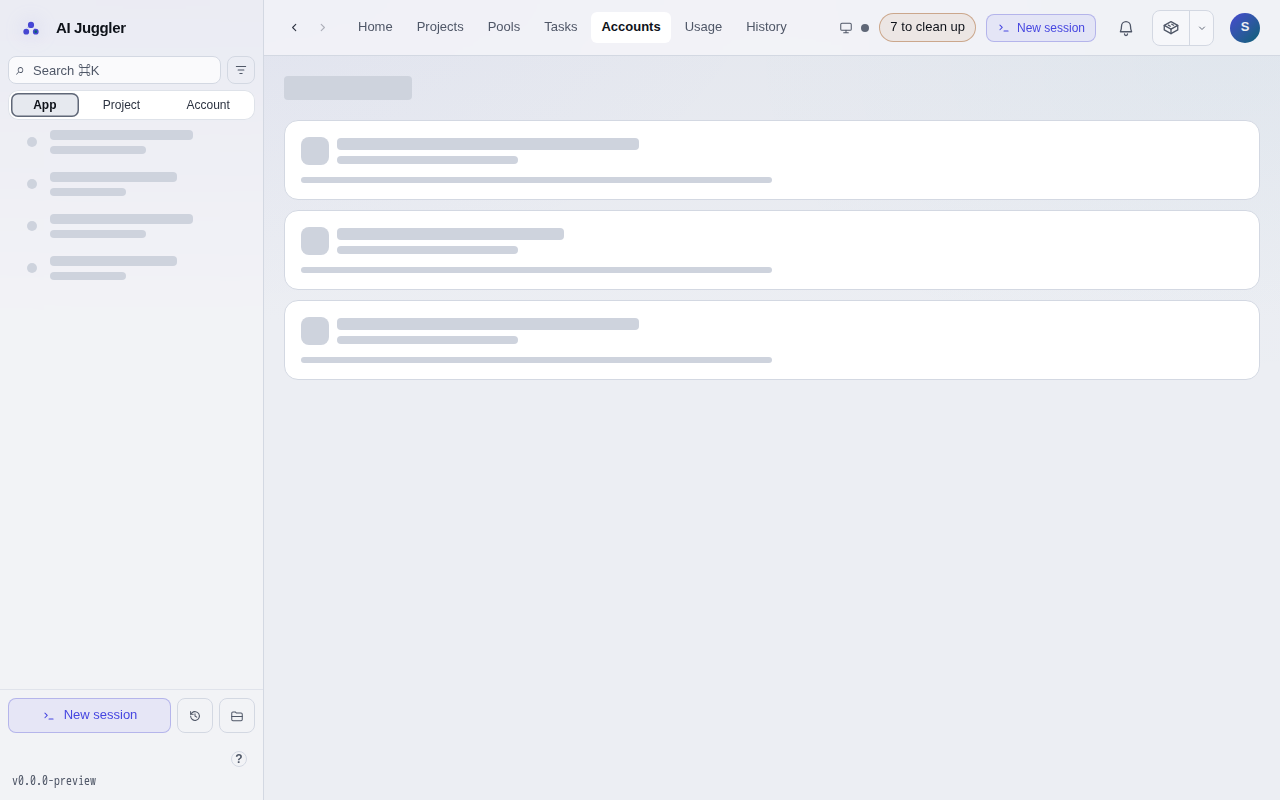 AI Juggler
Search ⌘K
App Project Account
Home Projects Pools Tasks Accounts Usage History
7 to clean up
New session
S
New session
?
v0.0.0-preview